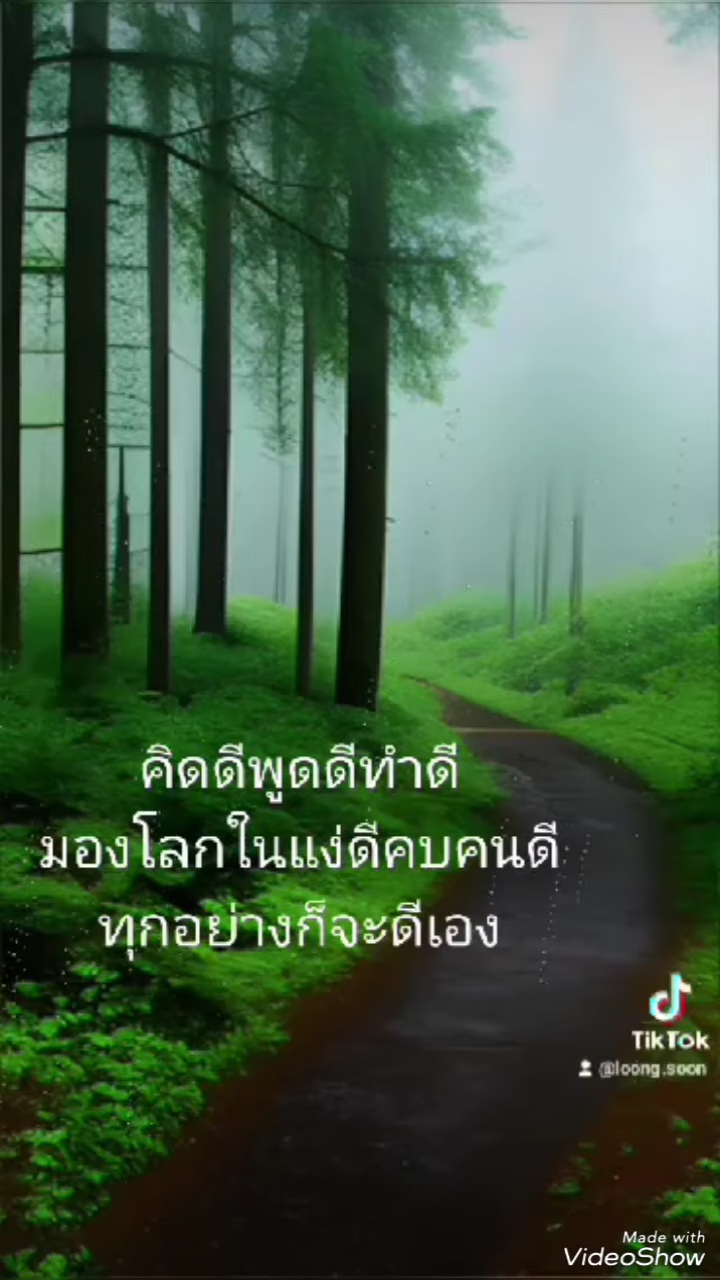 คิดดีพูดดีทำดี
มองโลกในแง่ดีคบคนดี
ทุกอย่างก็จะดีเอง
TikTok
@loong.soon
Made with
VideoShow